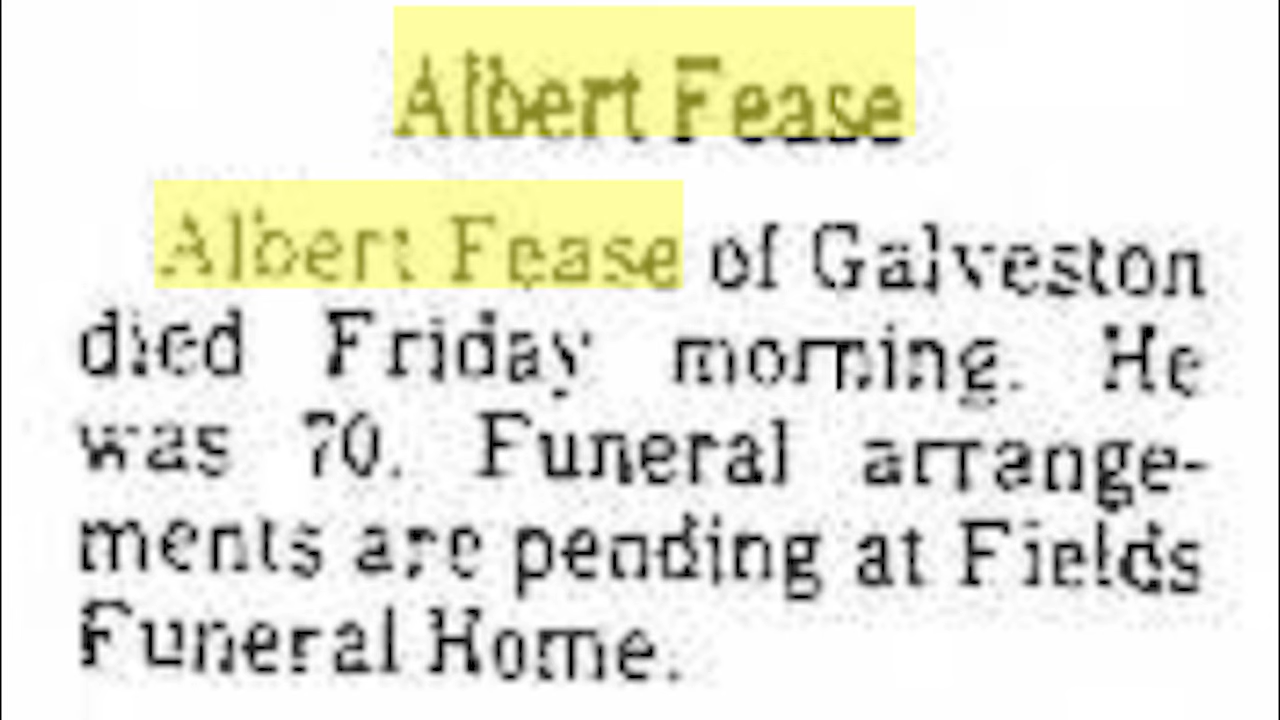 Albert Fease
Albert Fease of Galveston
died Friday morning. He
was 70. Funeral arrange-
ments are pending at Fields
Funeral Home.